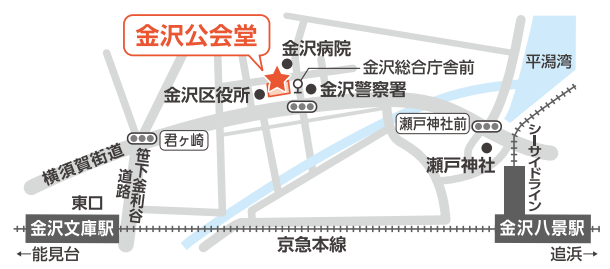 金沢公会堂
金沢病院
金沢総合庁舎前
平潟湾
金沢区役所
金沢警察署
瀬戸神社前
君ヶ崎
シーサイドライン
横須賀街道
笹下釜利谷
道路
瀬戸神社
東口
金沢文庫駅
金沢八景駅
京急本線
←能見台
追浜→